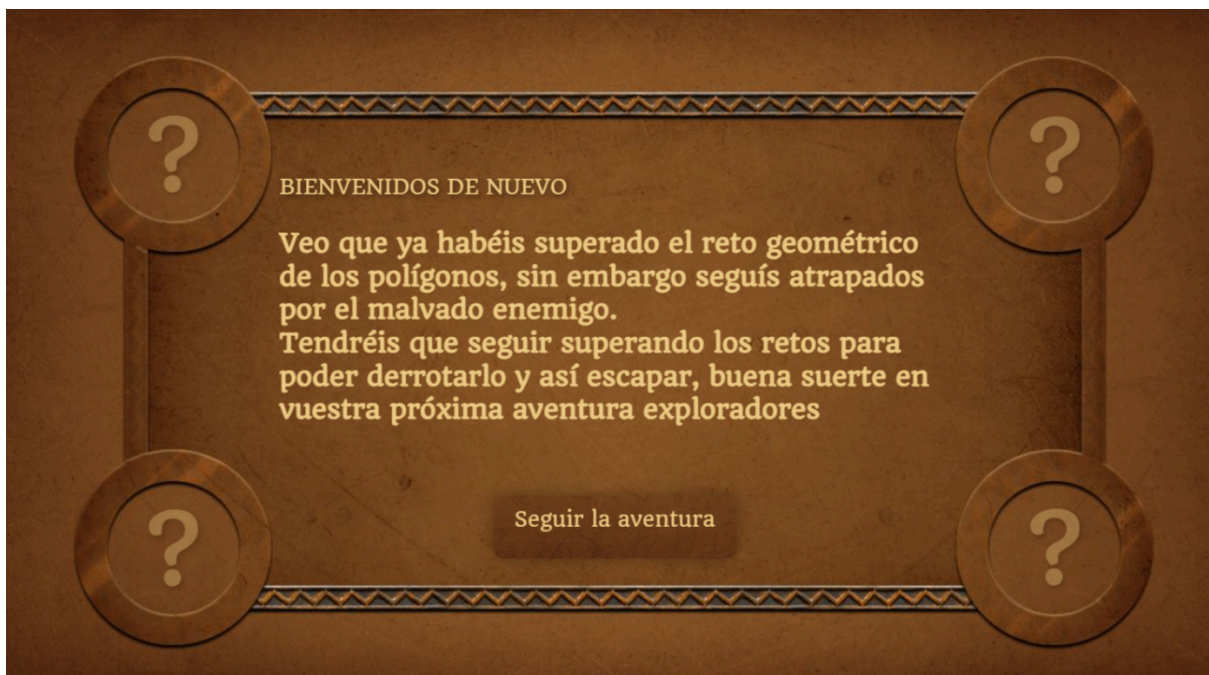 ?
?
BIENVENIDOS DE NUEVO
Veo que ya habéis superado el reto geométrico
de los polígonos, sin embargo seguís atrapados
por el malvado enemigo.
Tendréis que seguir superando los retos para
poder derrotarlo y así escapar, buena suerte en
vuestra próxima aventura exploradores
Seguir la aventura
?
?